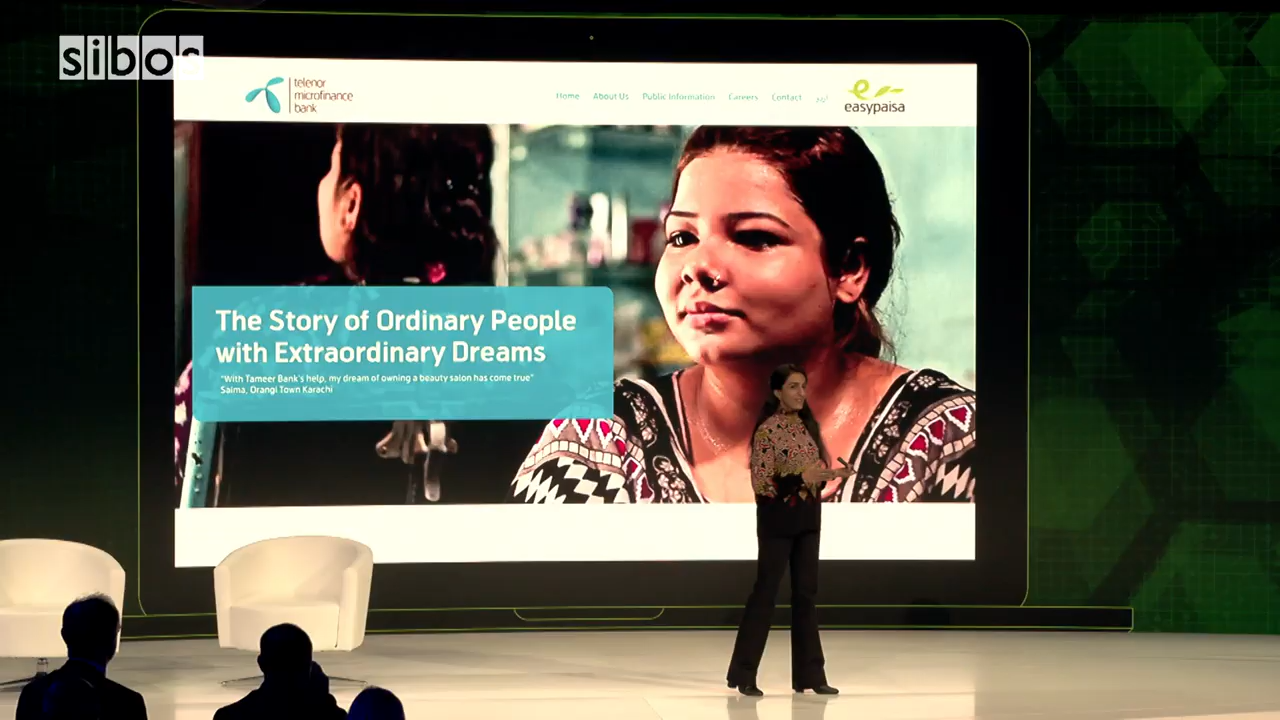 sibos
telenor
microfinance
bank
Home About Us Public Information Careers Contact
easypaisa
The Story of Ordinary People
with Extraordinary Dreams
"With Tameer Bank's help, my dream of owning a beauty salon has come true"
Salma, Orangi Town Karachi